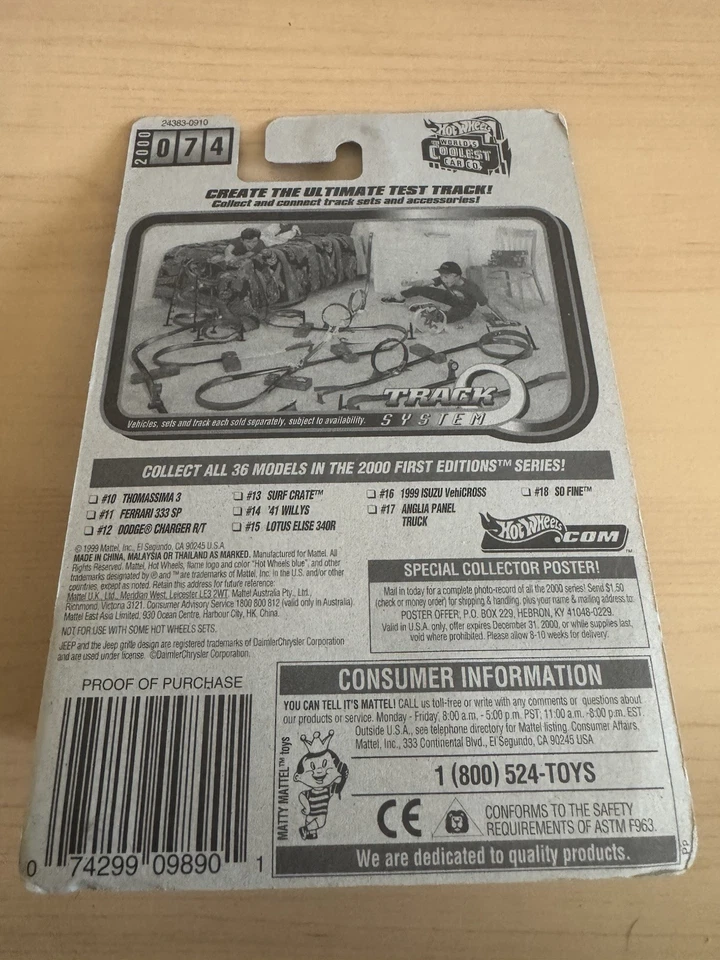 24383-0910
2000 074
Hot Wheels
WORLD'S
COOLEST
CAR CO.
CREATE THE ULTIMATE TEST TRACK!
Collect and connect track sets and accessories!
TRACK
SYSTEM
Vehicles, sets and track each sold separately, subject to availability.
COLLECT ALL 36 MODELS IN THE 2000 FIRST EDITIONS™ SERIES!
#10 THOMASSIMA 3
#11 FERRARI 333 SP
#12 DODGE® CHARGER R/T
#13 SURF CRATE™
#14 '41 WILLYS
#15 LOTUS ELISE 340R
#16 1999 ISUZU VehiCROSS
#17 ANGLIA PANEL
TRUCK
#18 SO FINE™
Hot Wheels.COM™
© 1999 Mattel, Inc., El Segundo, CA 90245 U.S.A.
MADE IN CHINA, MALAYSIA OR THAILAND AS MARKED. Manufactured for Mattel. All
Rights Reserved. Mattel, Hot Wheels, flame logo and color "Hot Wheels blue", and other
trademarks designated by ® and ™ are trademarks of Mattel, Inc. in the U.S. and/or other
countries, except as noted. Retain this address for future reference:
Mattel U.K. Ltd., Meridian West, Leicester LE3 2WT. Mattel Australia Pty., Ltd.,
Richmond, Victoria 3121. Consumer Advisory Service 1800 800 812 (valid only in Australia).
Mattel East Asia Limited, 930 Ocean Centre, Harbour City, HK, China.
NOT FOR USE WITH SOME HOT WHEELS SETS.
JEEP and the Jeep grille design are registered trademarks of DaimlerChrysler Corporation
and are used under license. ©DaimlerChrysler Corporation.
SPECIAL COLLECTOR POSTER!
Mail in today for a complete photo-record of all the 2000 series! Send $1.50
(check or money order) for shipping & handling, plus your name & mailing address to:
POSTER OFFER, P.O. BOX 229, HEBRON, KY 41048-0229.
Valid in U.S.A. only, offer expires December 31, 2000, or while supplies last,
void where prohibited. Please allow 8-10 weeks for delivery.
PROOF OF PURCHASE
0 74299 09890 1
CONSUMER INFORMATION
YOU CAN TELL IT'S MATTEL! CALL us toll-free or write with any comments or questions about
our products or service. Monday - Friday, 8:00 a.m. - 5:00 p.m. PST; 11:00 a.m. -8:00 p.m. EST.
Outside U.S.A., see telephone directory for Mattel listing. Consumer Affairs,
Mattel, Inc., 333 Continental Blvd., El Segundo, CA 90245 USA
MATTY MATTEL™ toys
1 (800) 524-TOYS
CE
CONFORMS TO THE SAFETY
REQUIREMENTS OF ASTM F963.
We are dedicated to quality products.
PP